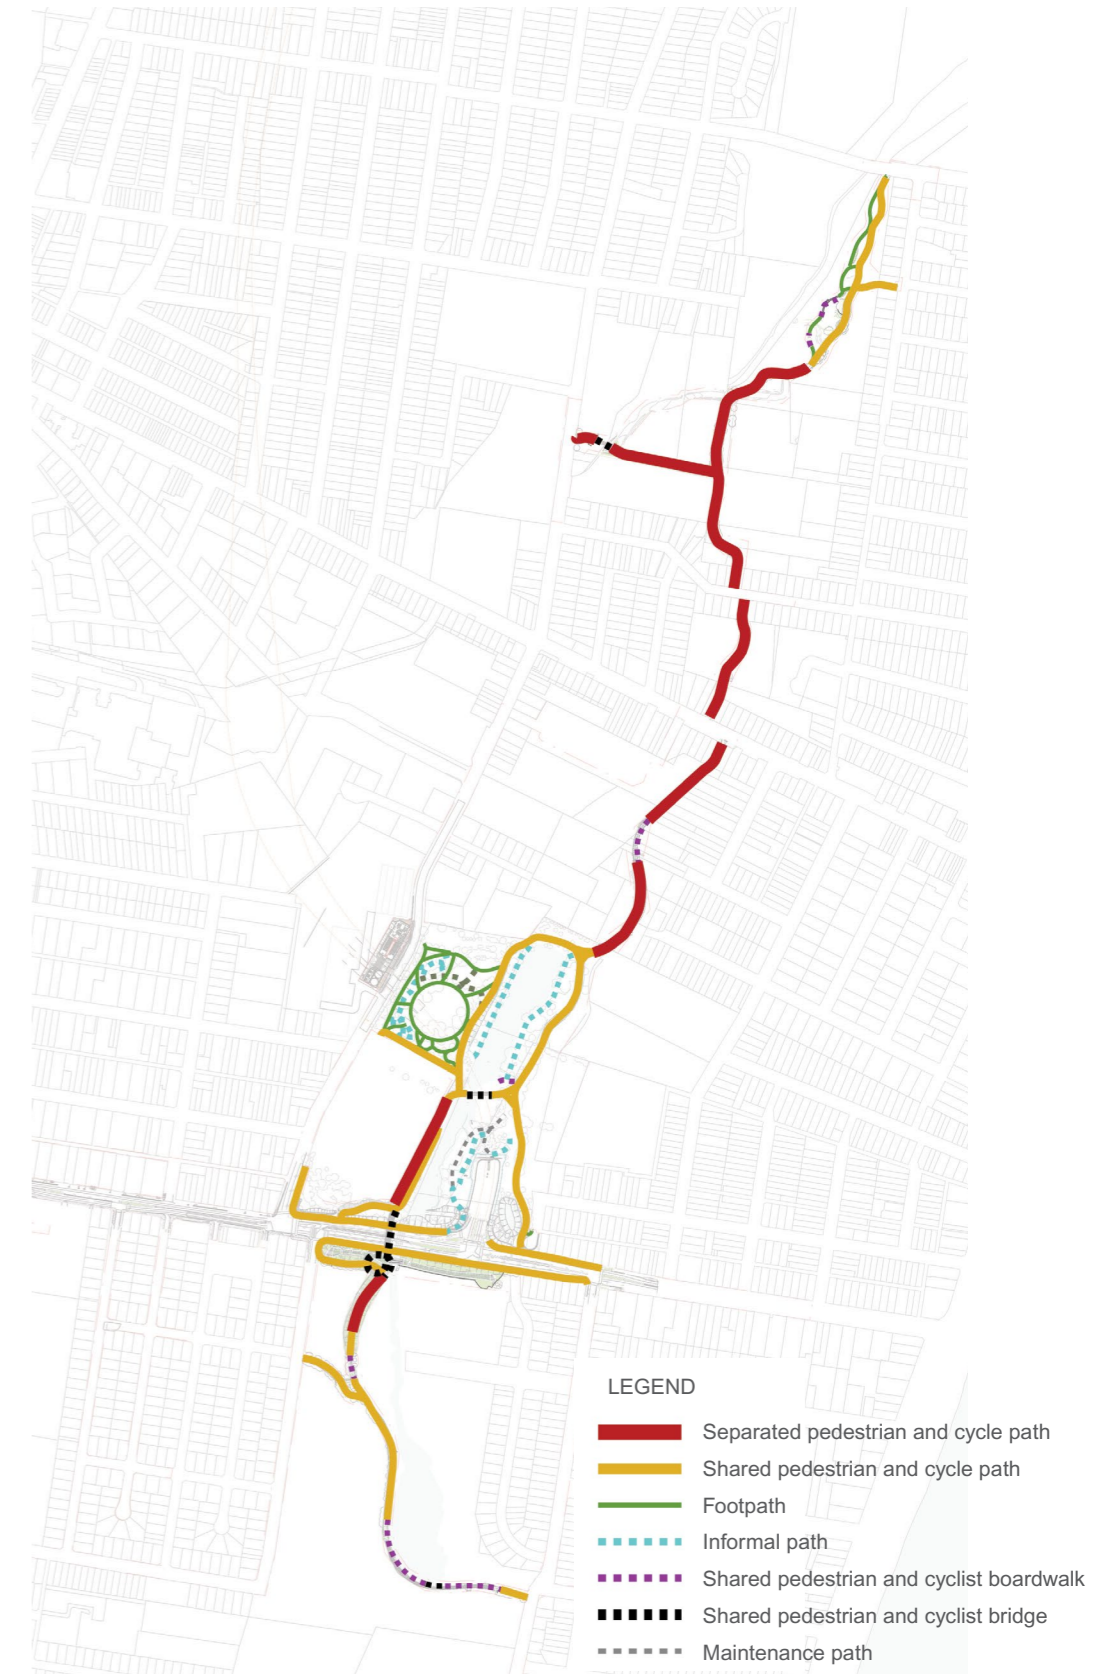 LEGEND
Separated pedestrian and cycle path
Shared pedestrian and cycle path
Footpath
Informal path
Shared pedestrian and cyclist boardwalk
Shared pedestrian and cyclist bridge
Maintenance path